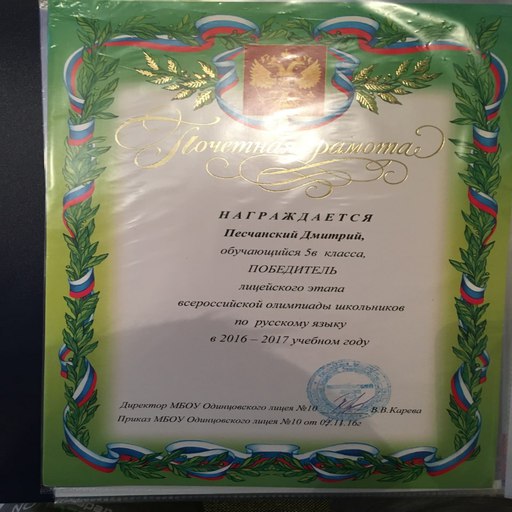 Почетная грамота
НАГРАЖДАЕТСЯ
Песчанский Дмитрий,
обучающийся 5в класса,
ПОБЕДИТЕЛЬ
лицейского этапа
всероссийской олимпиады школьников
по русскому языку
в 2016 – 2017 учебном году
Директор МБОУ Одинцовского лицея №10 В.В.Карева
Приказ МБОУ Одинцовского лицея №10 от 11.16г